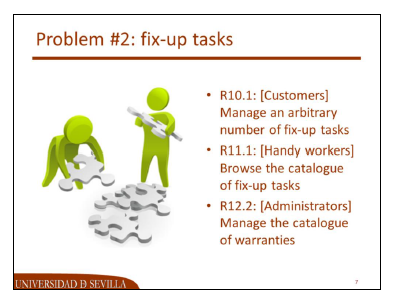 Problem #2: fix-up tasks
• R10.1: [Customers]
Manage an arbitrary
number of fix-up tasks
• R11.1: [Handy workers]
Browse the catalogue
of fix-up tasks
• R12.2: [Administrators]
Manage the catalogue
of warranties
UNIVERSIDAD D SEVILLA
7